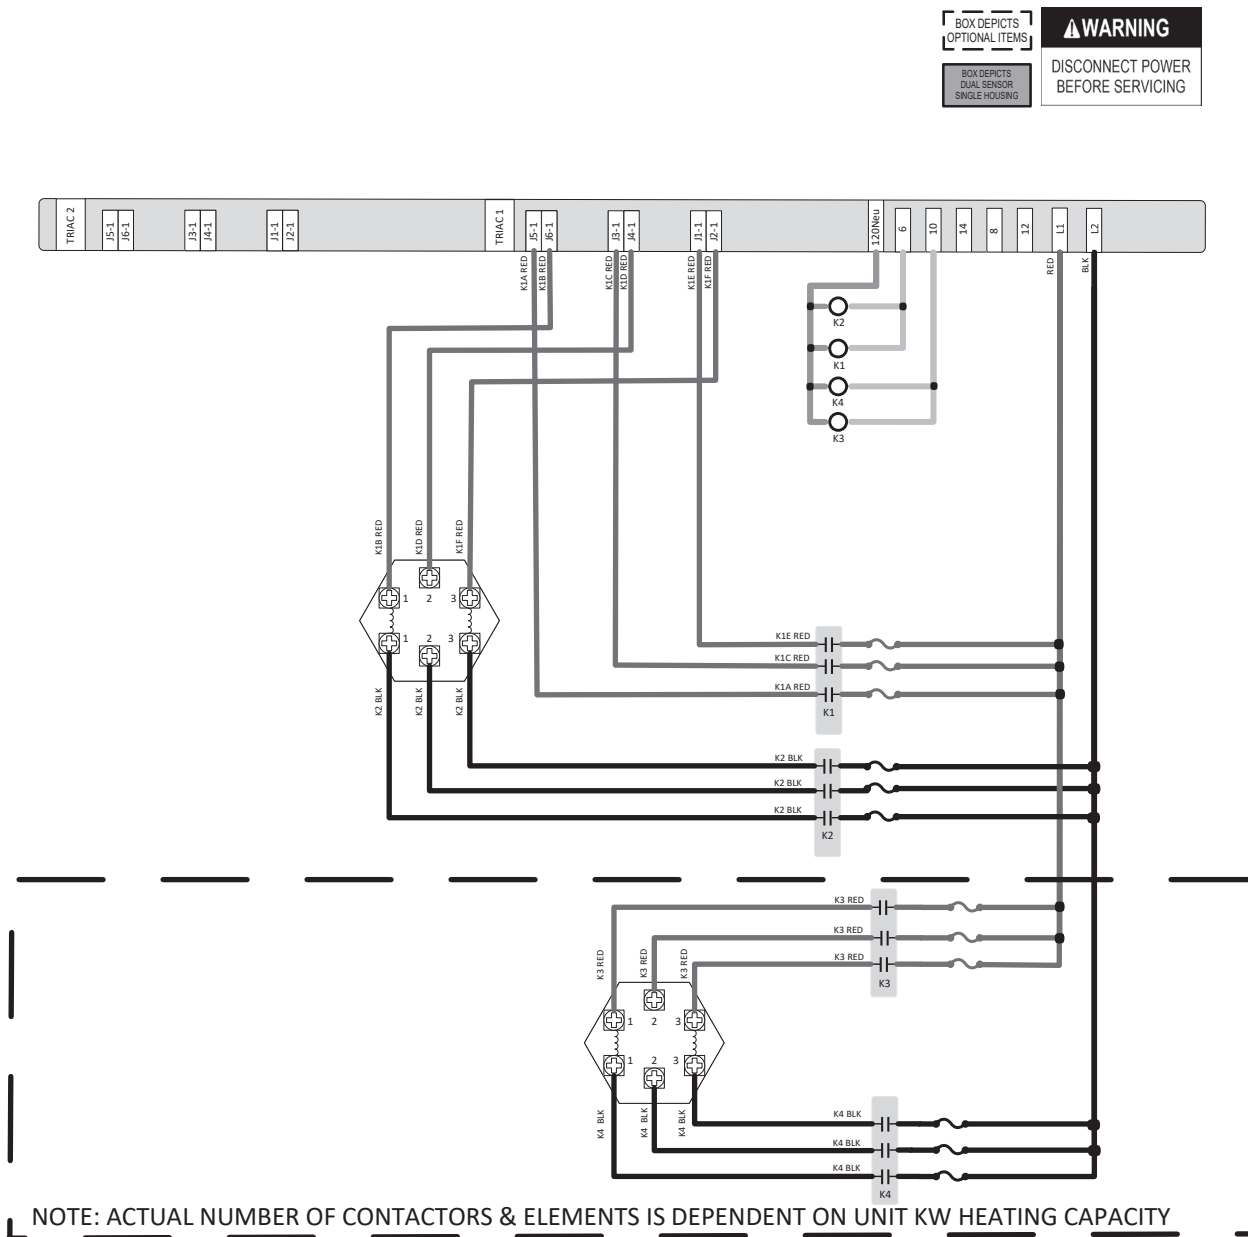 BOX DEPICTS
OPTIONAL ITEMS
BOX DEPICTS
DUAL SENSOR
SINGLE HOUSING
WARNING
DISCONNECT POWER
BEFORE SERVICING
TRIAC 2
J5-1
J6-1
J3-1
J4-1
J1-1
J2-1
TRIAC 1
J5-1
J6-1
J3-1
J4-1
J1-1
J2-1
120Neu
6
10
14
8
12
L1
L2
K1A RED
K1B RED
K1C RED
K1D RED
K1E RED
K1F RED
RED
BLK
K2
K1
K4
K3
K1B RED
K1D RED
K1F RED
1
2
3
1
2
3
K2 BLK
K2 BLK
K2 BLK
K1E RED
K1C RED
K1A RED
K1
K2 BLK
K2 BLK
K2 BLK
K2
K3 RED
K3 RED
K3 RED
K3
K3 RED
K3 RED
K3 RED
1
2
3
1
2
3
K4 BLK
K4 BLK
K4 BLK
K4 BLK
K4 BLK
K4 BLK
K4
NOTE: ACTUAL NUMBER OF CONTACTORS & ELEMENTS IS DEPENDENT ON UNIT KW HEATING CAPACITY